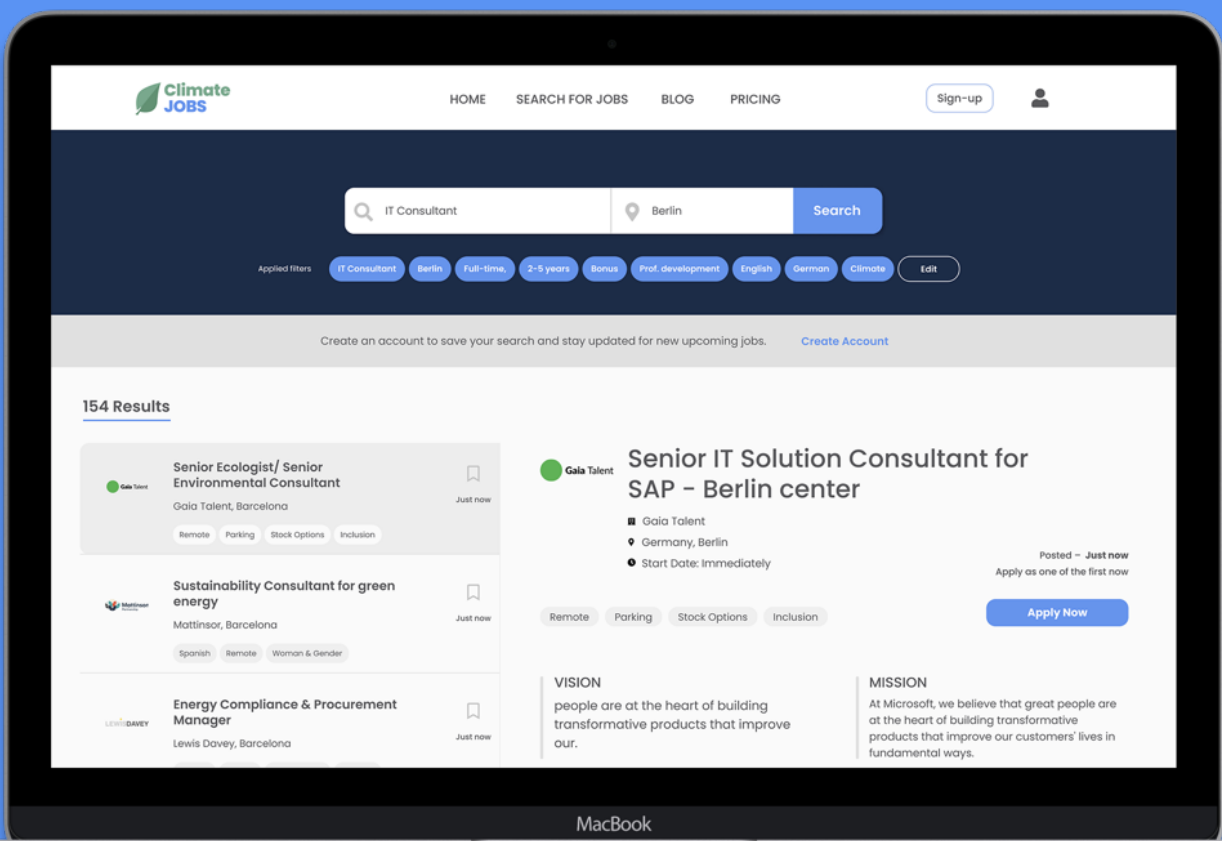 Climate
JOBS
HOME SEARCH FOR JOBS BLOG PRICING
Sign-up
IT Consultant
Berlin
Search
Applied filters
IT Consultant Berlin Full-time, 2-5 years Bonus Prof. development English German Climate Edit
Create an account to save your search and stay updated for new upcoming jobs. Create Account
154 Results
Gaia Talent
Senior Ecologist/ Senior
Environmental Consultant
Gaia Talent, Barcelona
Just now
Remote Parking Stock Options Inclusion
Mattinsor
Sustainability Consultant for green
energy
Mattinsor, Barcelona
Just now
Spanish Remote Woman & Gender
LEWISDAVEY
Energy Compliance & Procurement
Manager
Lewis Davey, Barcelona
Just now
Gaia Talent
Senior IT Solution Consultant for
SAP - Berlin center
Gaia Talent
Germany, Berlin
Start Date: Immediately
Posted – Just now
Apply as one of the first now
Apply Now
Remote Parking Stock Options Inclusion
VISION
people are at the heart of building
transformative products that improve
our.
MISSION
At Microsoft, we believe that great people are
at the heart of building transformative
products that improve our customers' lives in
fundamental ways.
MacBook